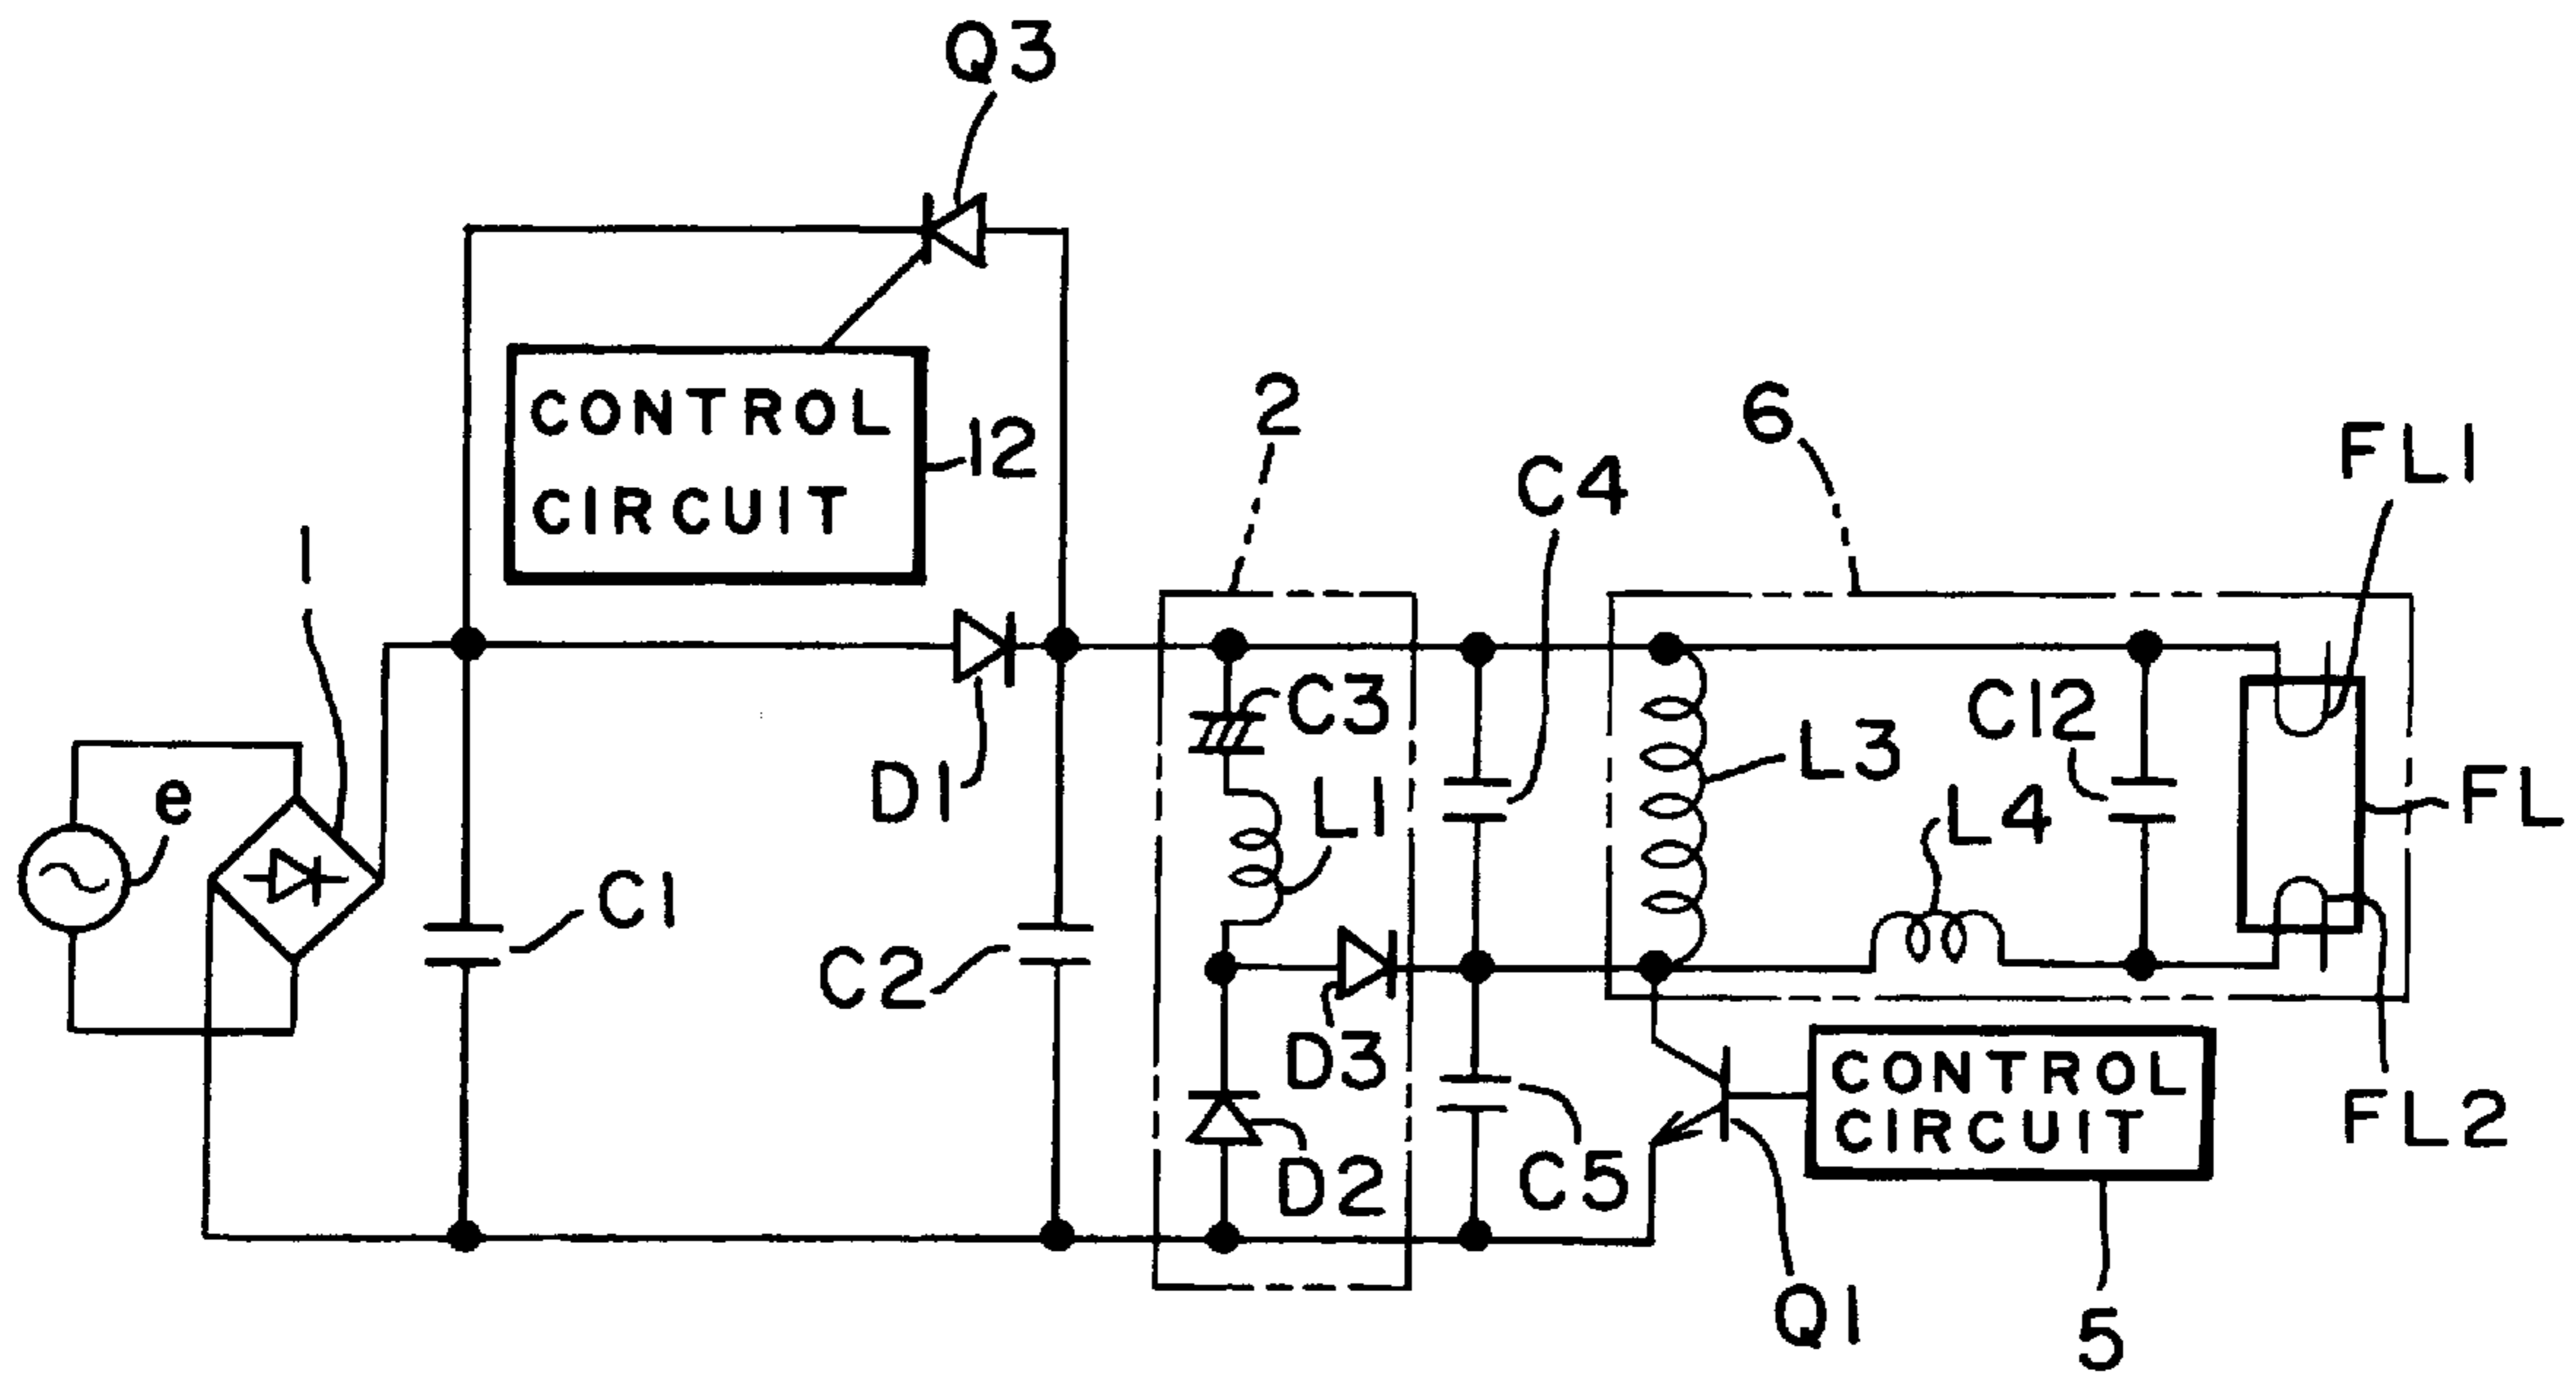 Q3
CONTROL
CIRCUIT
12
2
6
FL1
C4
1
C3
L3
C12
e
D1
L1
L4
FL
C1
C2
D3
CONTROL
CIRCUIT
FL2
D2
C5
Q1
5